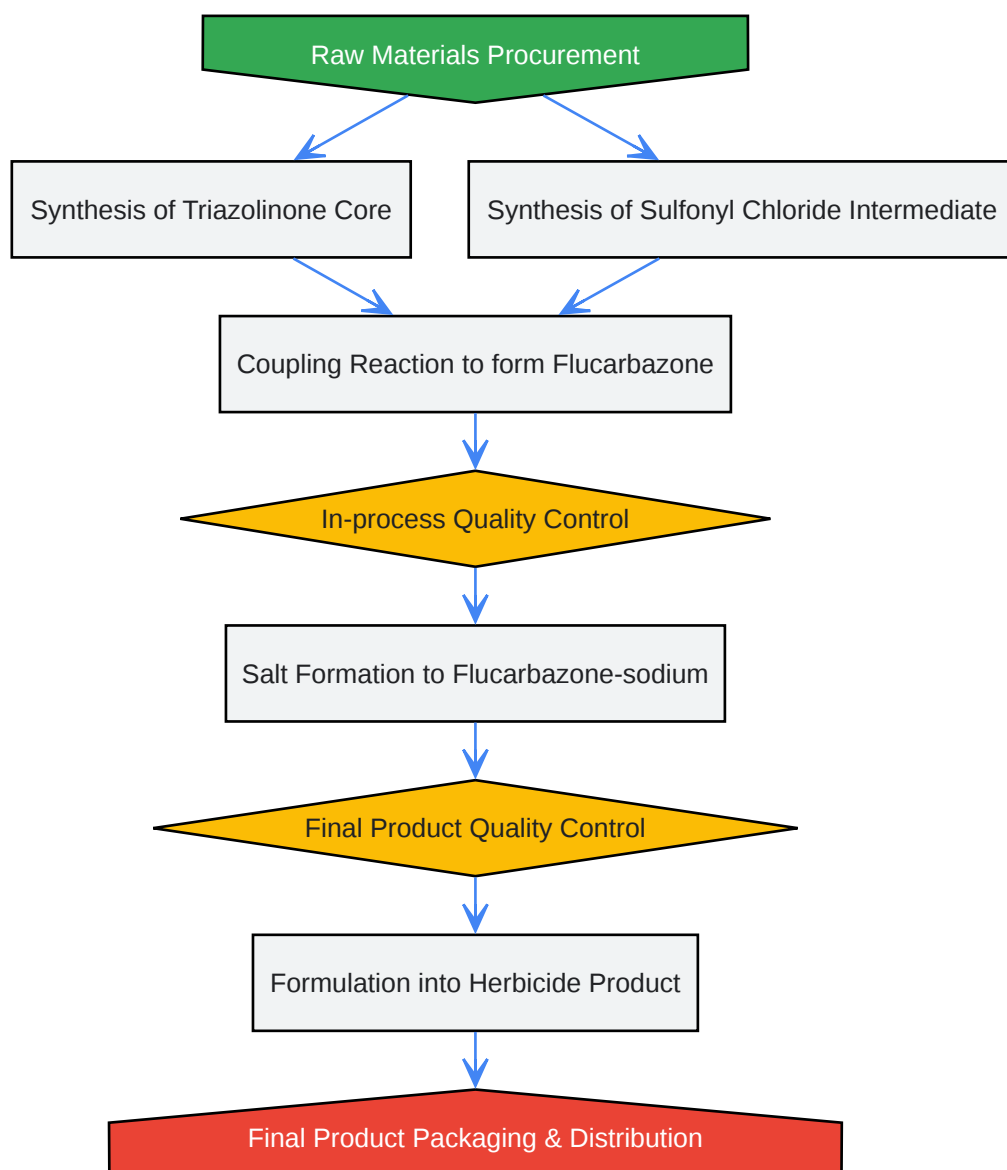 Raw Materials Procurement
Synthesis of Triazolinone Core
Synthesis of Sulfonyl Chloride Intermediate
Coupling Reaction to form Flucarbazone
In-process Quality Control
Salt Formation to Flucarbazone-sodium
Final Product Quality Control
Formulation into Herbicide Product
Final Product Packaging & Distribution